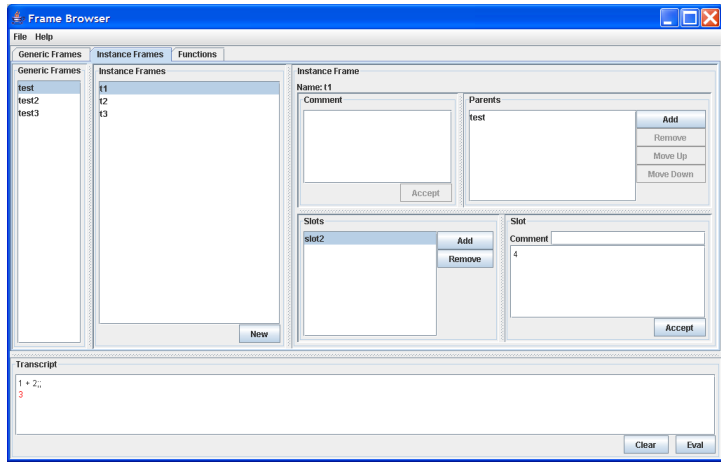 Frame Browser
File Help
Generic Frames Instance Frames Functions
Generic Frames
test
test2
test3
Instance Frames
t1
t2
t3
New
Instance Frame
Name: t1
Comment
Accept
Parents
test
Add
Remove
Move Up
Move Down
Slots
slot2
Add
Remove
Slot
Comment
4
Accept
Transcript
1 + 2;;
3
Clear Eval